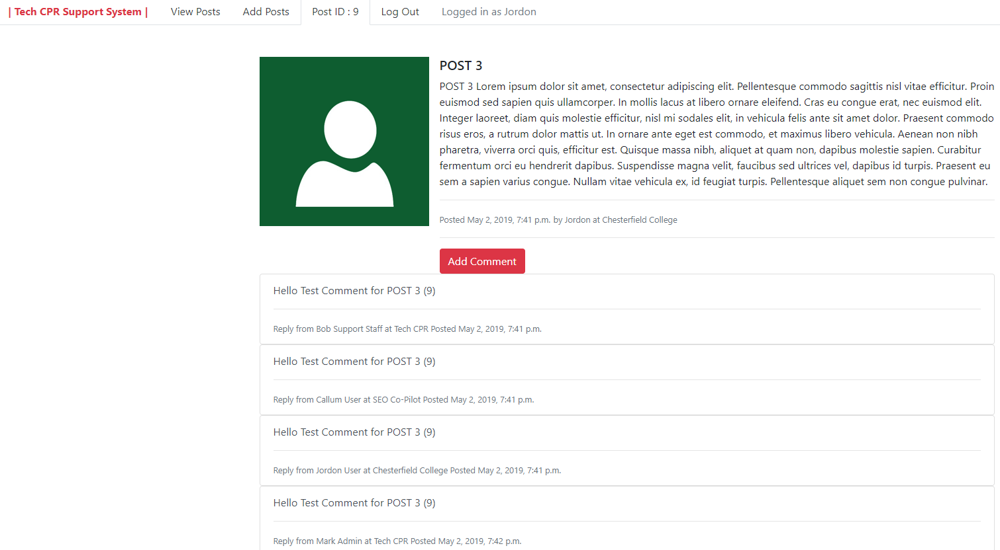 | Tech CPR Support System | View Posts Add Posts Post ID : 9 Log Out Logged in as Jordon
POST 3
POST 3 Lorem ipsum dolor sit amet, consectetur adipiscing elit. Pellentesque commodo sagittis nisl vitae efficitur. Proin
euismod sed sapien quis ullamcorper. In mollis lacus at libero ornare eleifend. Cras eu congue erat, nec euismod elit.
Integer laoreet, diam quis molestie efficitur, nisl mi sodales elit, in vehicula felis ante sit amet dolor. Praesent commodo
risus eros, a rutrum dolor mattis ut. In ornare ante eget est commodo, et maximus libero vehicula. Aenean non nibh
pharetra, viverra orci quis, efficitur est. Quisque massa nibh, aliquet at quam non, dapibus molestie sapien. Curabitur
fermentum orci eu hendrerit dapibus. Suspendisse magna velit, faucibus sed ultrices vel, dapibus id turpis. Praesent eu
sem a sapien varius congue. Nullam vitae vehicula ex, id feugiat turpis. Pellentesque aliquet sem non congue pulvinar.
Posted May 2, 2019, 7:41 p.m. by Jordon at Chesterfield College
Add Comment
Hello Test Comment for POST 3 (9)
Reply from Bob Support Staff at Tech CPR Posted May 2, 2019, 7:41 p.m.
Hello Test Comment for POST 3 (9)
Reply from Callum User at SEO Co-Pilot Posted May 2, 2019, 7:41 p.m.
Hello Test Comment for POST 3 (9)
Reply from Jordon User at Chesterfield College Posted May 2, 2019, 7:41 p.m.
Hello Test Comment for POST 3 (9)
Reply from Mark Admin at Tech CPR Posted May 2, 2019, 7:42 p.m.